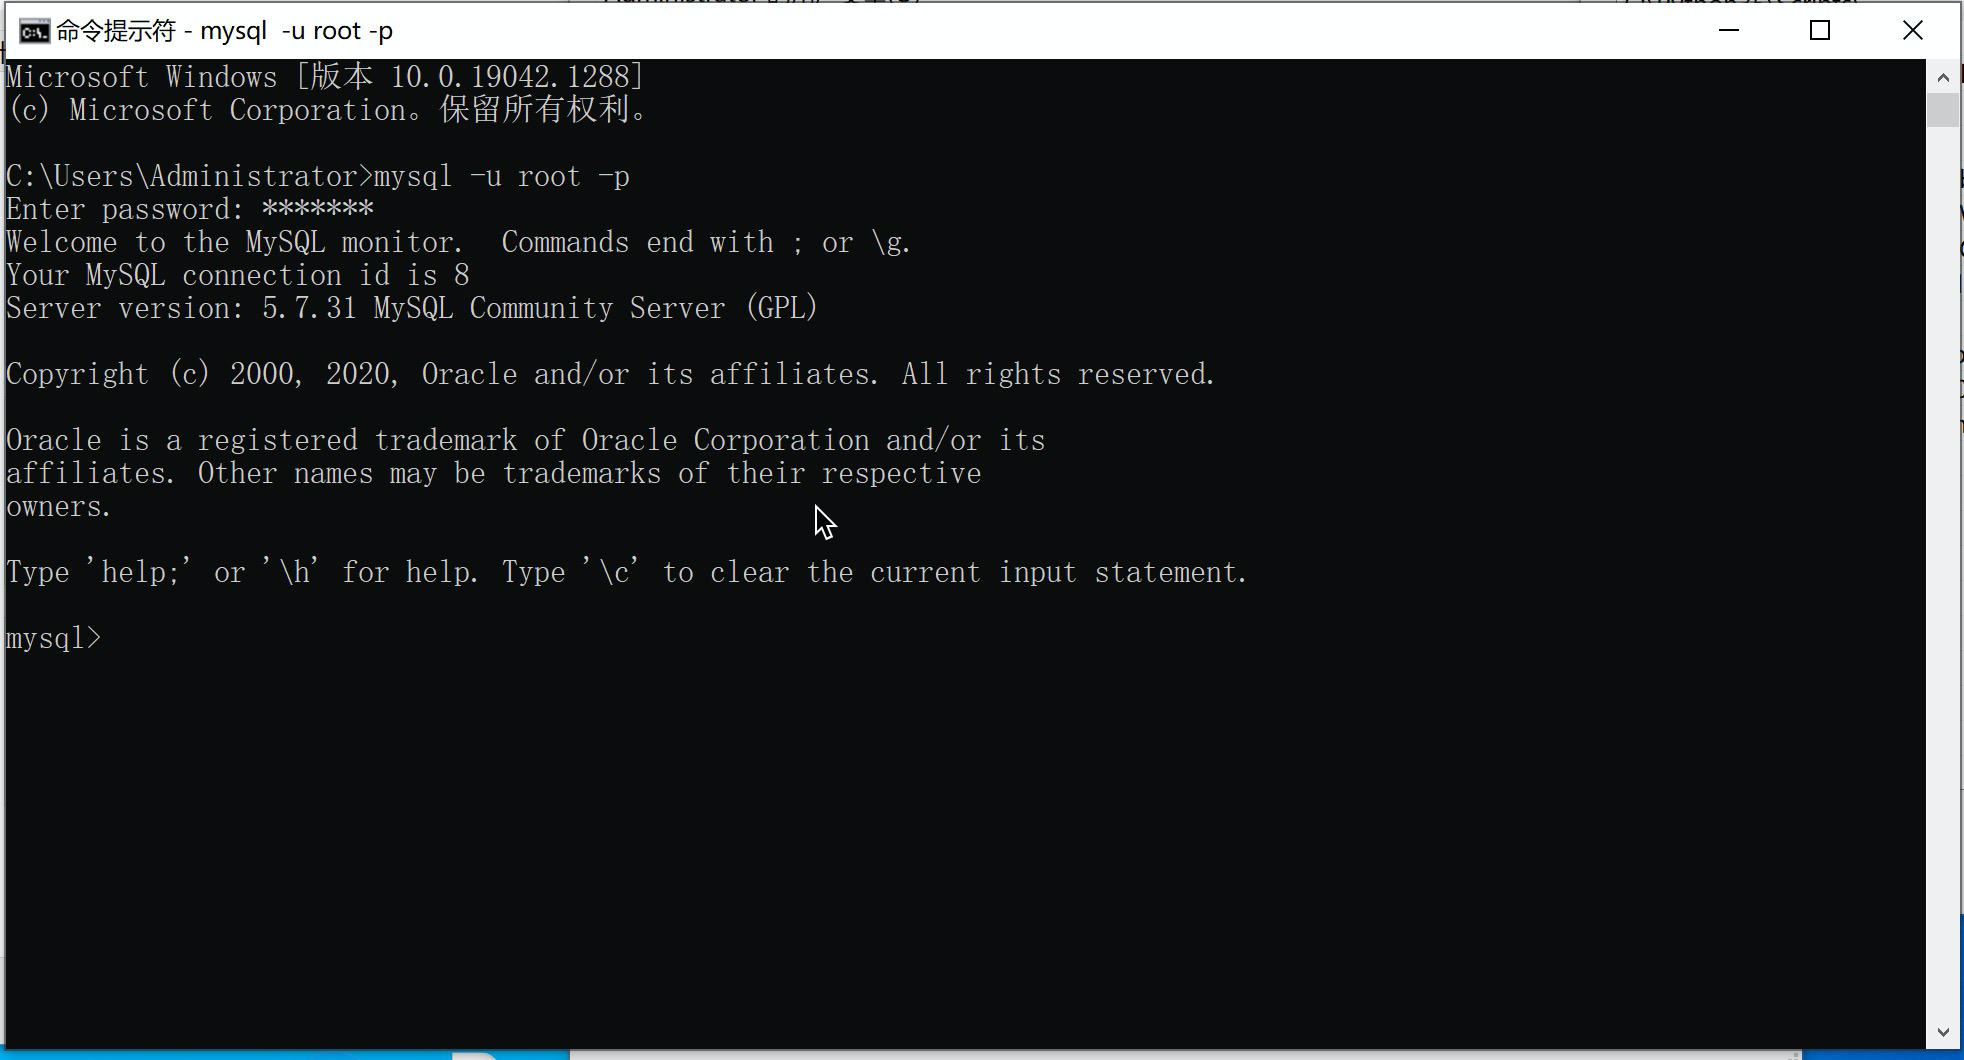 命令提示符 - mysql  -u root -p
Microsoft Windows [版本 10.0.19042.1288]
(c) Microsoft Corporation。保留所有权利。
C:\Users\Administrator>mysql -u root -p
Enter password: *******
Welcome to the MySQL monitor.  Commands end with ; or \g.
Your MySQL connection id is 8
Server version: 5.7.31 MySQL Community Server (GPL)
Copyright (c) 2000, 2020, Oracle and/or its affiliates. All rights reserved.
Oracle is a registered trademark of Oracle Corporation and/or its
affiliates. Other names may be trademarks of their respective
owners.
Type 'help;' or '\h' for help. Type '\c' to clear the current input statement.
mysql>